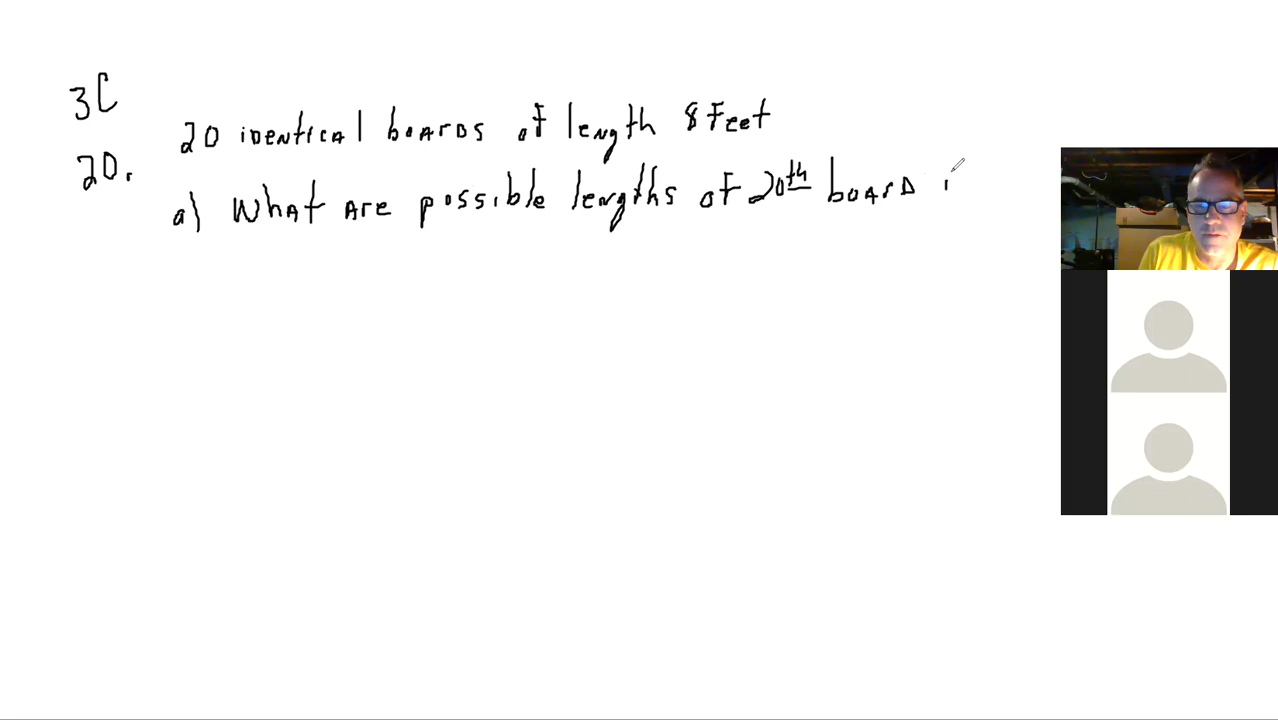 3C
20 identical boards of length 8 feet
20.
a) What are possible lengths of 20th board i